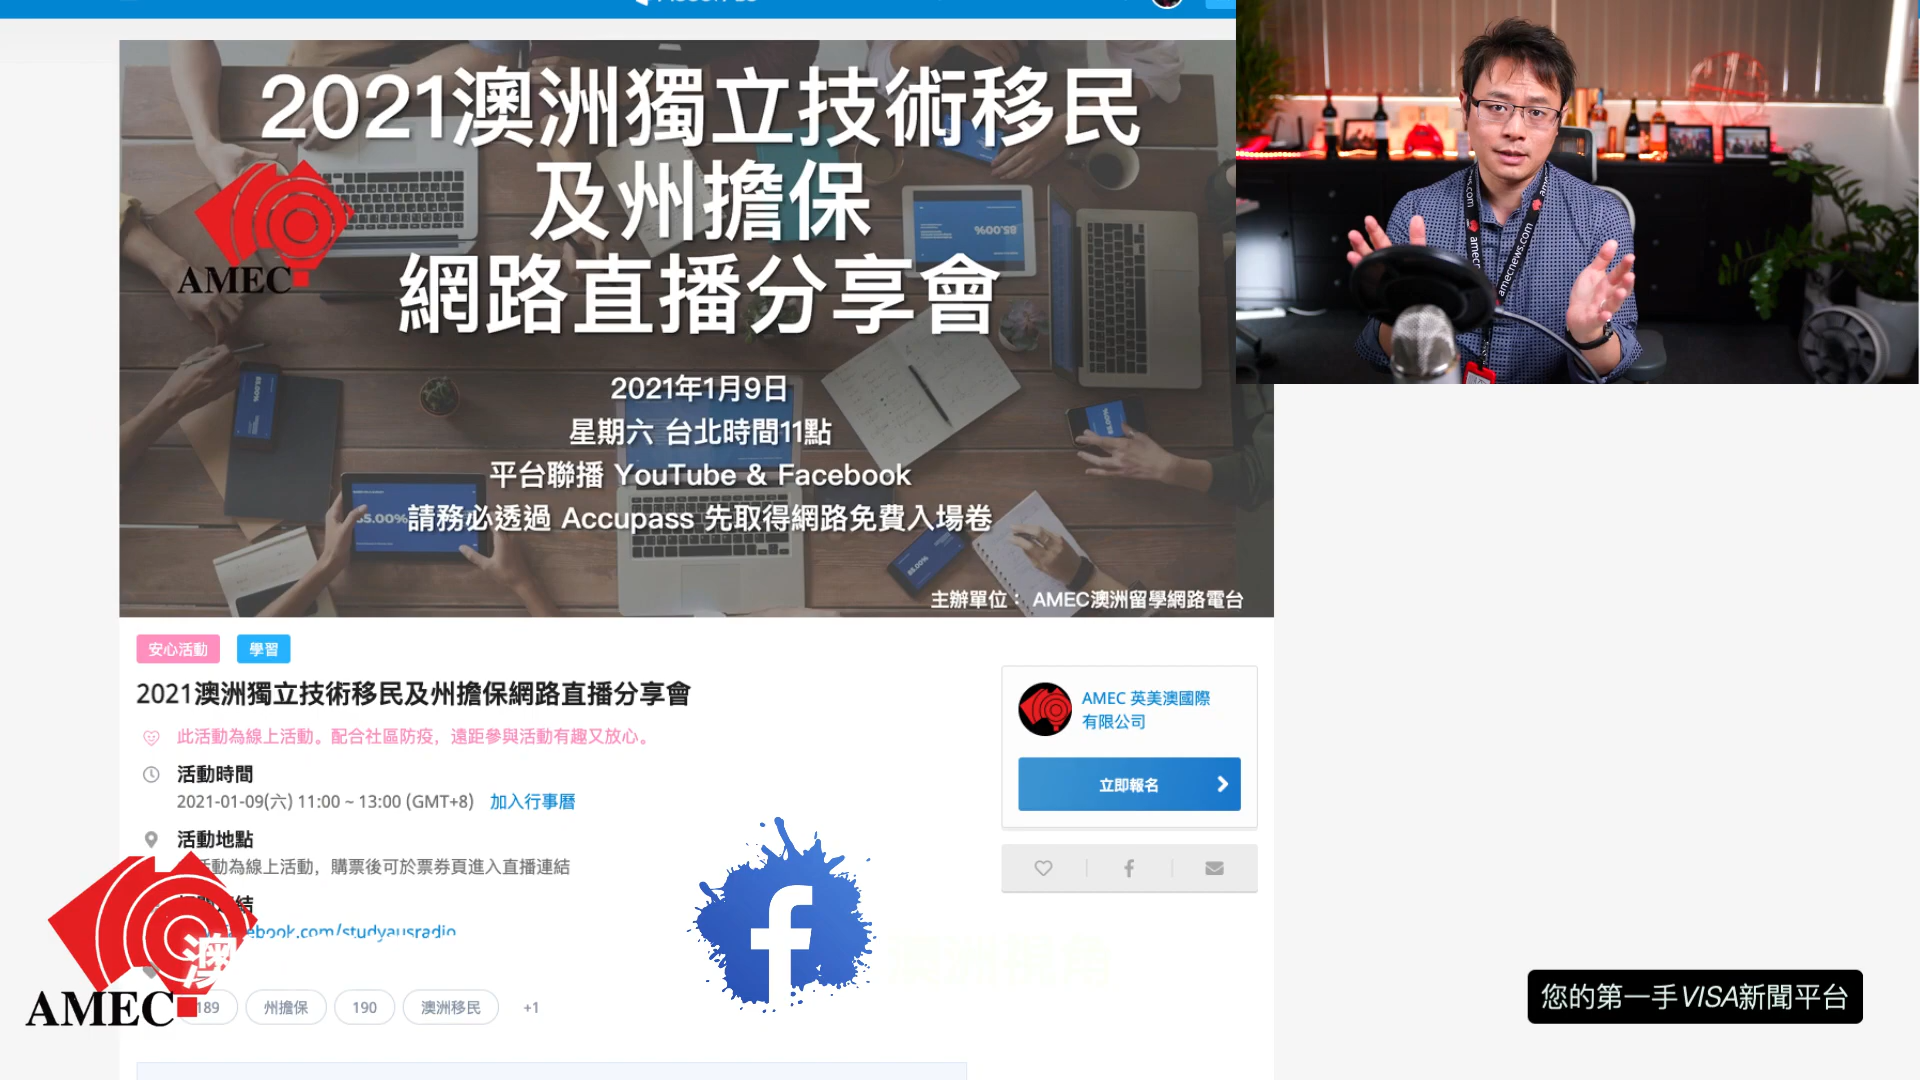 2021澳洲獨立技術移民
及州擔保
網路直播分享會
AMEC
2021年1月9日
星期六 台北時間11點
平台聯播 YouTube & Facebook
請務必透過 Accupass 先取得網路免費入場卷
主辦單位： AMEC澳洲留學網路電台
85.00%
85.00%
amecnews.com
安心活動
學習
2021澳洲獨立技術移民及州擔保網路直播分享會
此活動為線上活動。配合社區防疫，遠距參與活動有趣又放心。
活動時間
2021-01-09(六) 11:00 ~ 13:00 (GMT+8) 加入行事曆
活動地點
活動為線上活動，購票後可於票券頁進入直播連結
ebook.com/studyausradio
189
州擔保
190
澳洲移民
+1
AMEC 英美澳國際
有限公司
立即報名
AMEC
澳
您的第一手VISA新聞平台